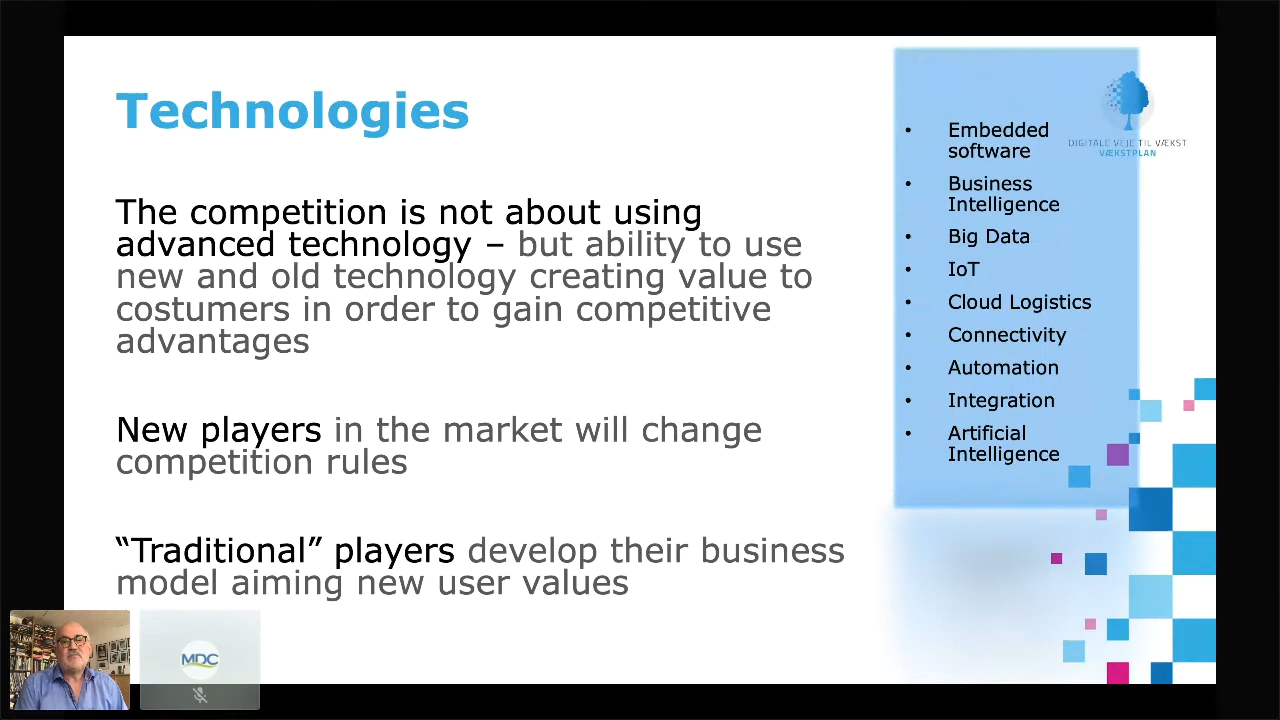 Technologies
The competition is not about using
advanced technology – but ability to use
new and old technology creating value to
costumers in order to gain competitive
advantages
New players in the market will change
competition rules
“Traditional” players develop their business
model aiming new user values
• Embedded
software
• Business
Intelligence
• Big Data
• IoT
• Cloud Logistics
• Connectivity
• Automation
• Integration
• Artificial
Intelligence
DIGITALE VEJE TIL VÆKST
VÆKSTPLAN
MDC